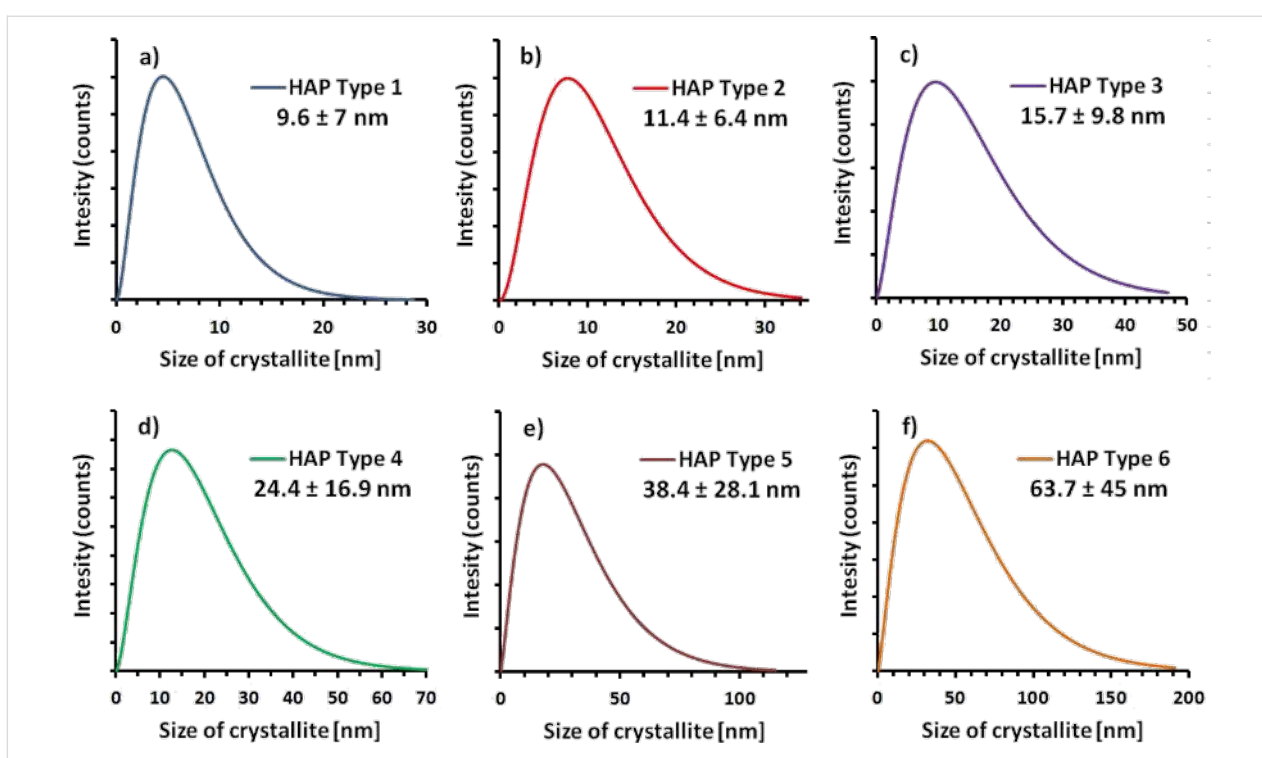 a)
HAP Type 1
9.6 ± 7 nm
Intesity (counts)
0 10 20 30
Size of crystallite [nm]
b)
HAP Type 2
11.4 ± 6.4 nm
Intesity (counts)
0 10 20 30
Size of crystallite [nm]
c)
HAP Type 3
15.7 ± 9.8 nm
Intesity (counts)
0 10 20 30 40 50
Size of crystallite [nm]
d)
HAP Type 4
24.4 ± 16.9 nm
Intesity (counts)
0 10 20 30 40 50 60 70
Size of crystallite [nm]
e)
HAP Type 5
38.4 ± 28.1 nm
Intesity (counts)
0 50 100
Size of crystallite [nm]
f)
HAP Type 6
63.7 ± 45 nm
Intesity (counts)
0 50 100 150 200
Size of crystallite [nm]